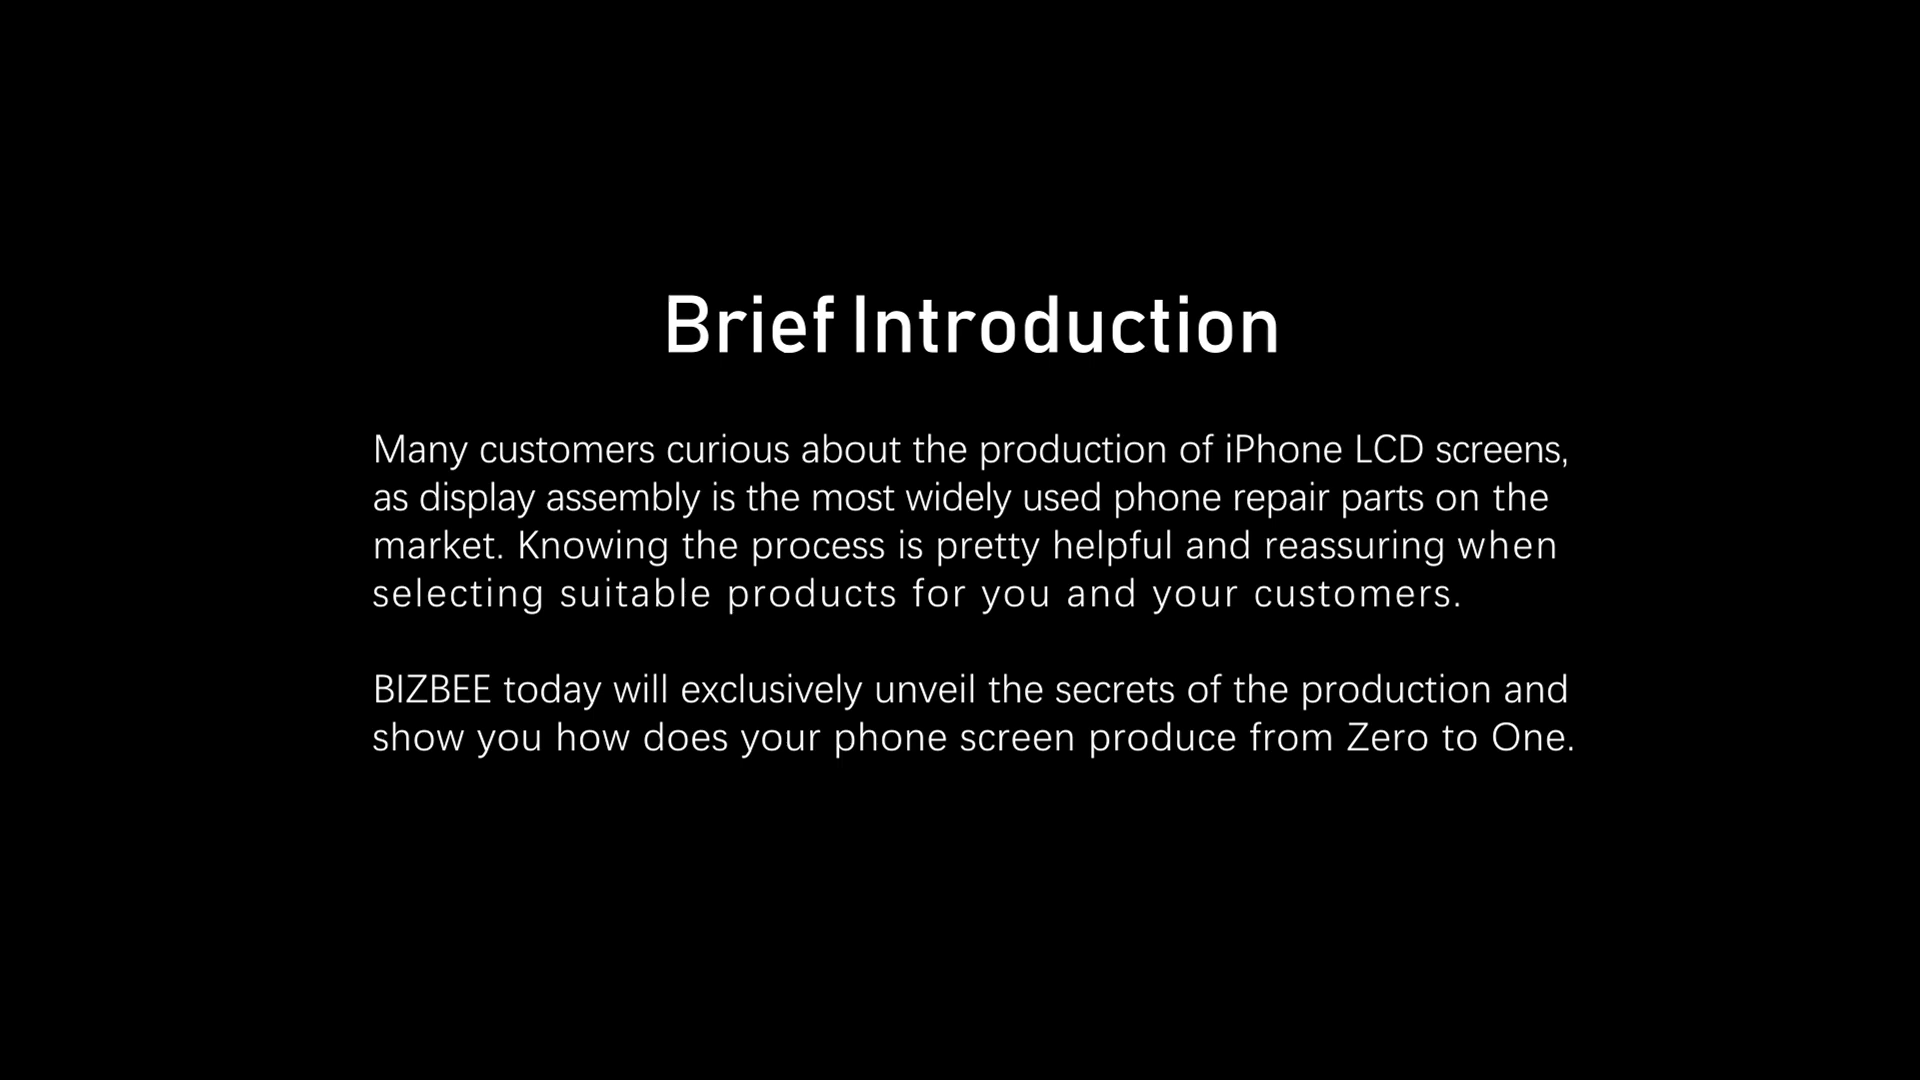 Brief Introduction
Many customers curious about the production of iPhone LCD screens,
as display assembly is the most widely used phone repair parts on the
market. Knowing the process is pretty helpful and reassuring when
selecting suitable products for you and your customers.
BIZBEE today will exclusively unveil the secrets of the production and
show you how does your phone screen produce from Zero to One.